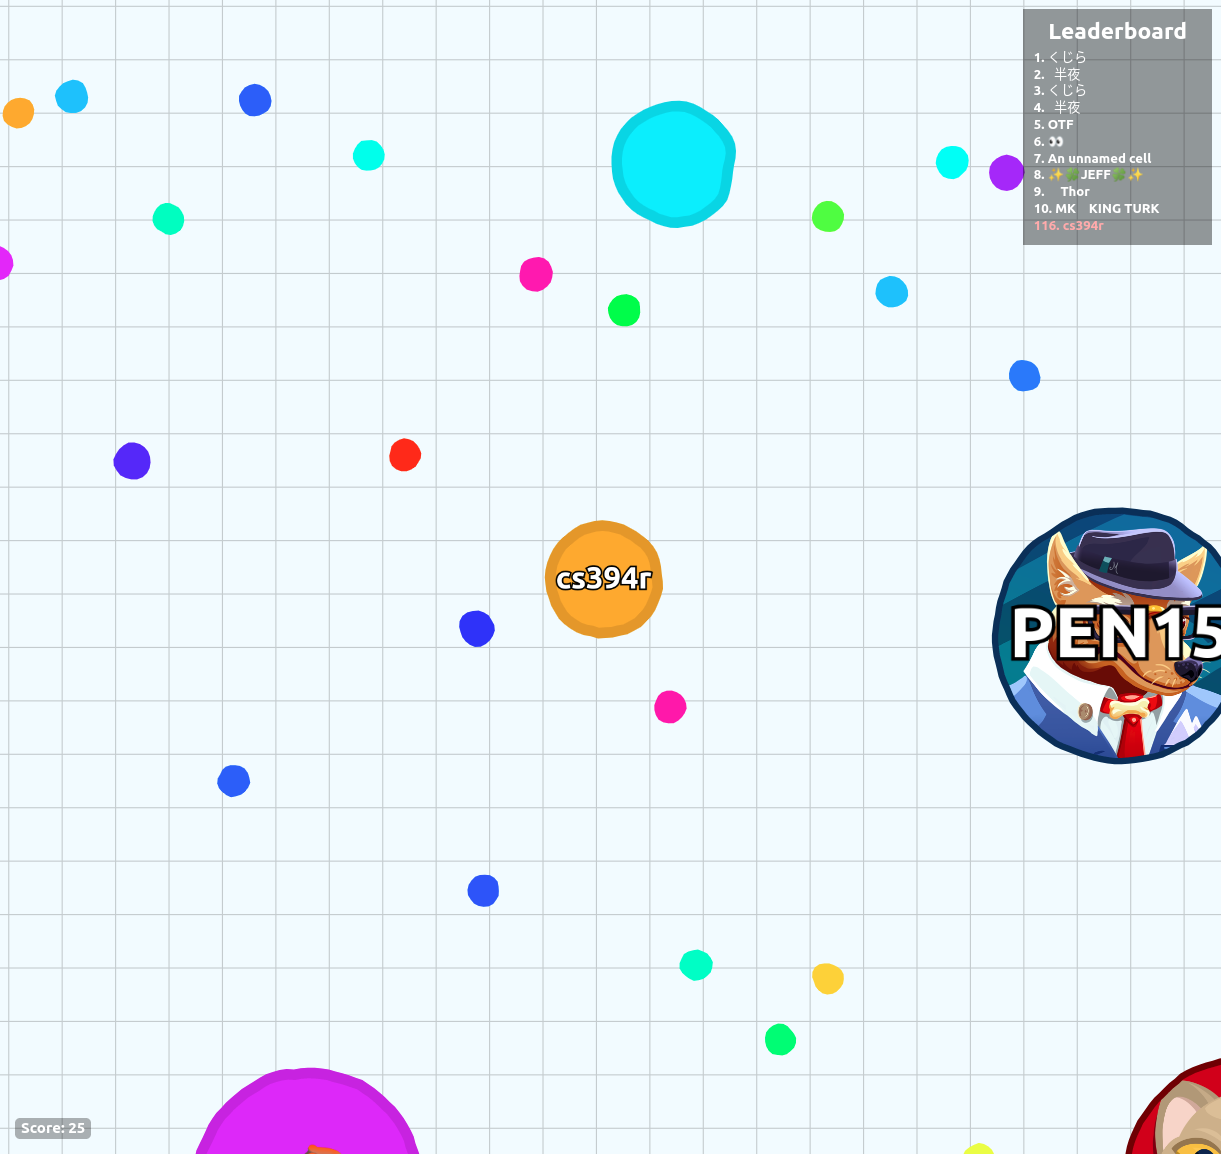 Leaderboard
1. くじら
2. 半夜
3. くじら
4. 半夜
5. OTF
6. 👀
7. An unnamed cell
8. ✨🌵JEFF🌵✨
9. Thor
10. MK KING TURK
116. cs394r
cs394r
PEN15
Score: 25